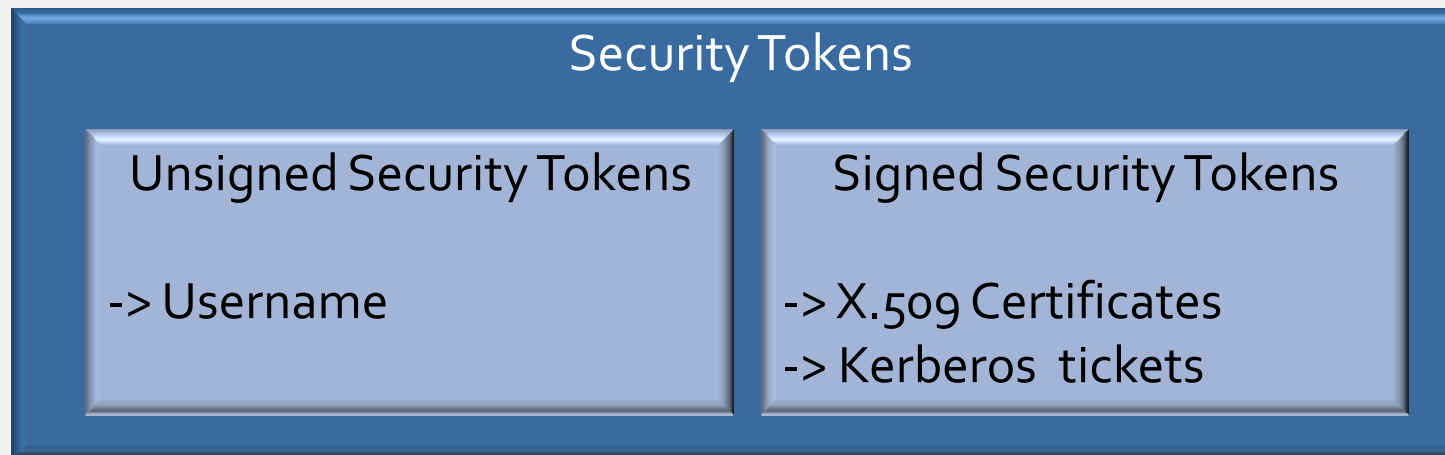 Security Tokens
Unsigned Security Tokens
-> Username
Signed Security Tokens
-> X.509 Certificates
-> Kerberos tickets